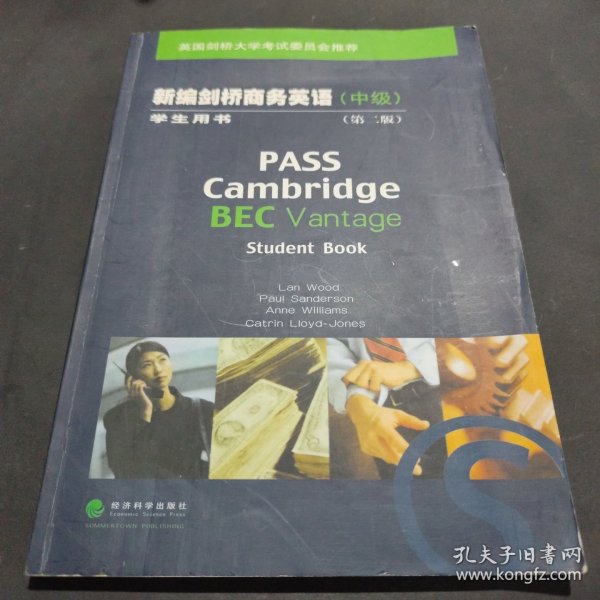 英国剑桥大学考试委员会推荐
新编剑桥商务英语（中级）
学生用书 （第二版）
PASS
Cambridge
BEC Vantage
Student Book
Lan Wood
Paul Sanderson
Anne Williams
Catrin Lloyd-Jones
经济科学出版社
Economic Science Press
SUMMERTOWN PUBLISHING
孔夫子旧书网
www.kongfz.com